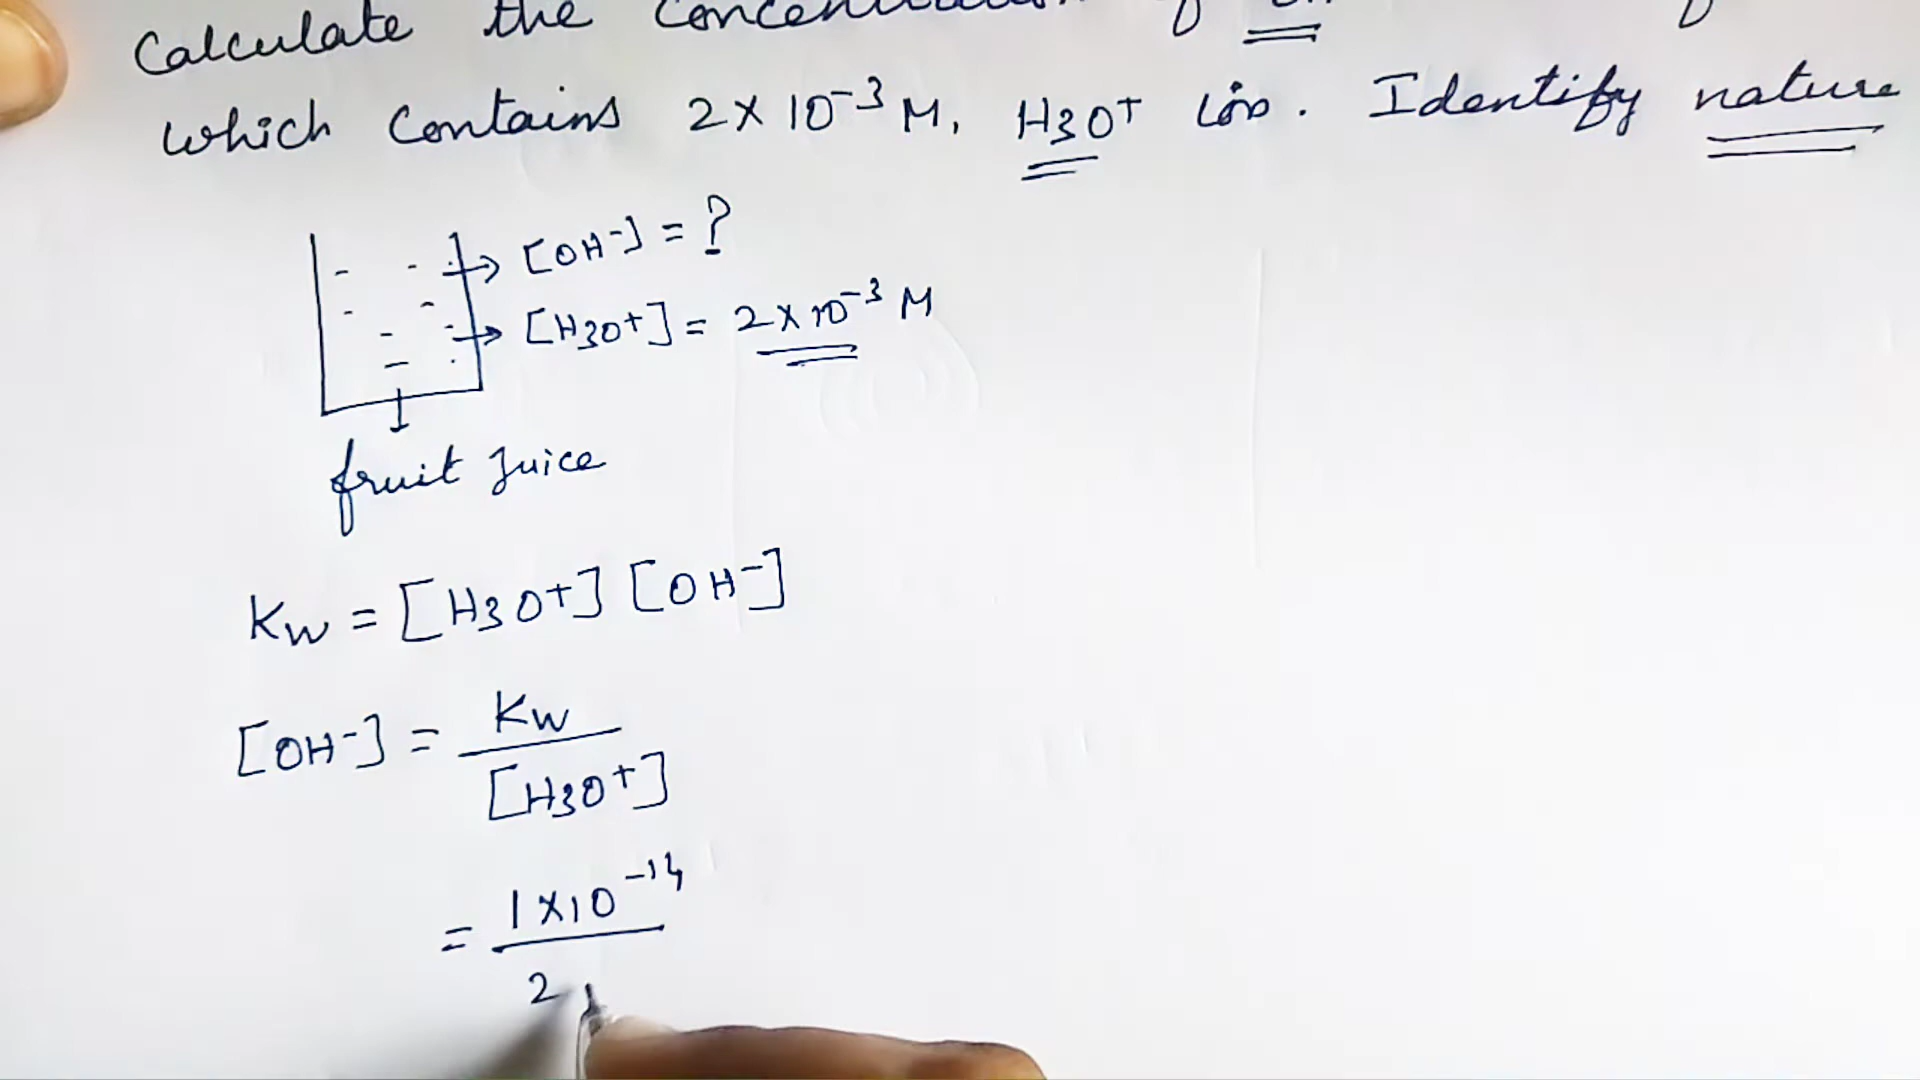 Calculate the
which contains 2 × 10⁻³ M, H3O⁺ ion. Identify nature
[OH⁻] = ?
[H3O⁺] = 2 × 10⁻³ M
fruit Juice
Kw = [H3O⁺] [OH⁻]
[OH⁻] = Kw / [H3O⁺]
= 1 × 10⁻¹⁴ / 2